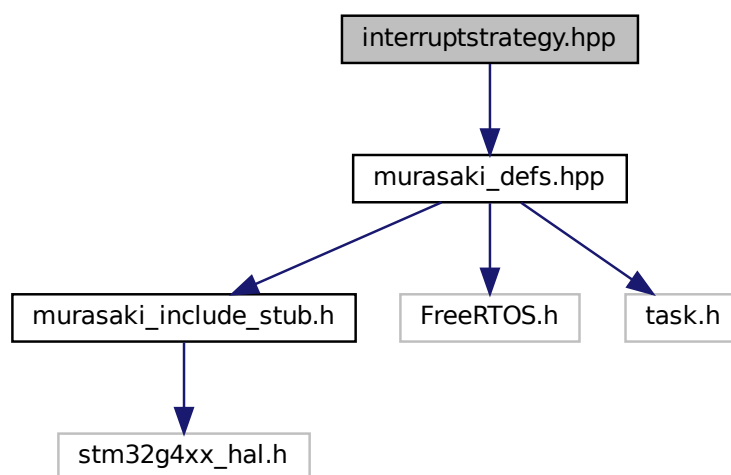 interruptstrategy.hpp
murasaki_defs.hpp
murasaki_include_stub.h
FreeRTOS.h
task.h
stm32g4xx_hal.h